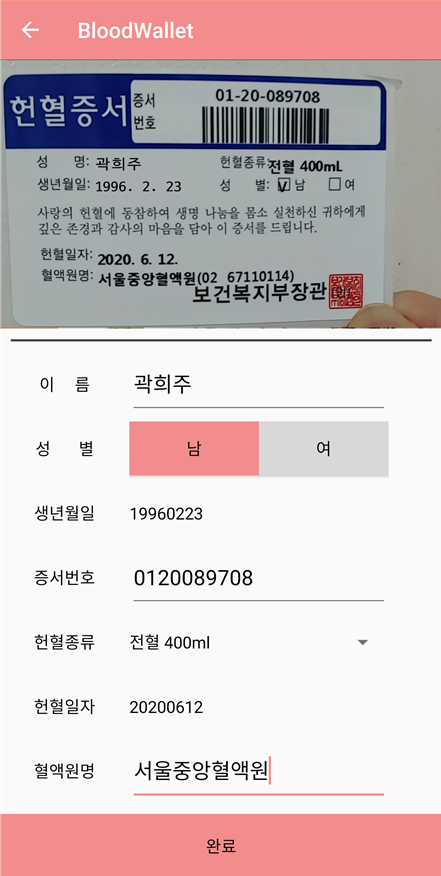 BloodWallet
헌혈증서 증서번호 01-20-089708
성 명: 곽희주 헌혈종류: 전혈 400mL
생년월일: 1996. 2. 23 성 별: ☑남 ☐여
사랑의 헌혈에 동참하여 생명 나눔을 몸소 실천하신 귀하에게
깊은 존경과 감사의 마음을 담아 이 증서를 드립니다.
헌혈일자: 2020. 6. 12.
혈액원명: 서울중앙혈액원(02 67110114)
보건복지부장관
이 름 곽희주
성 별 남 여
생년월일 19960223
증서번호 0120089708
헌혈종류 전혈 400ml
헌혈일자 20200612
혈액원명 서울중앙혈액원
완료